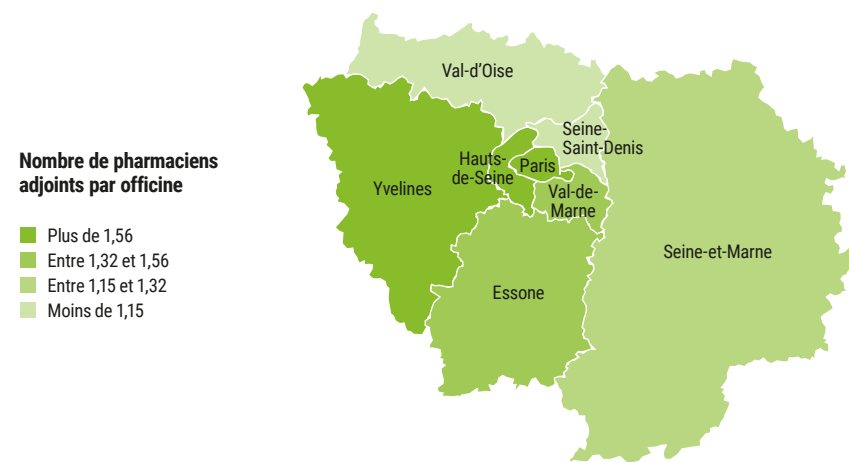 Nombre de pharmaciens
adjoints par officine
Plus de 1,56
Entre 1,32 et 1,56
Entre 1,15 et 1,32
Moins de 1,15
Val-d'Oise
Seine-
Saint-Denis
Hauts-
de-Seine
Paris
Yvelines
Val-de-
Marne
Seine-et-Marne
Essone